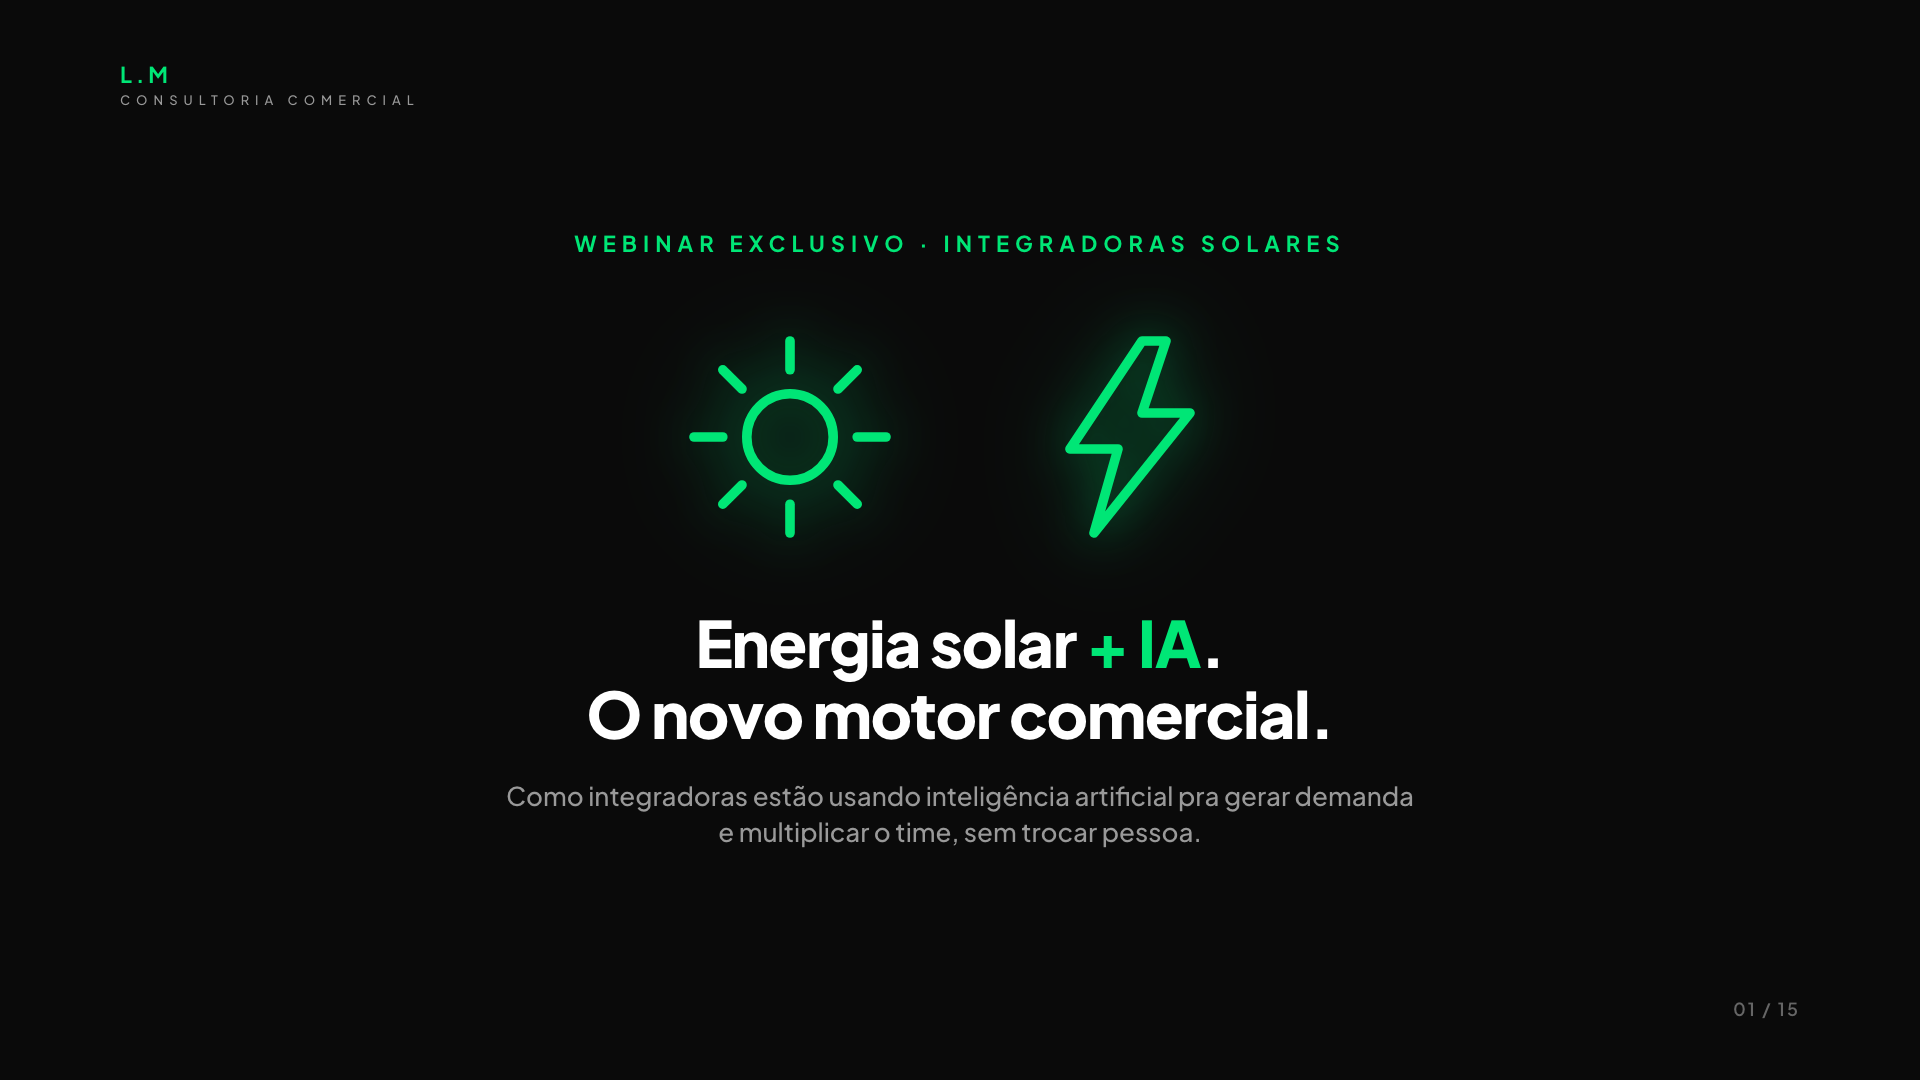 L.M
CONSULTORIA COMERCIAL
WEBINAR EXCLUSIVO · INTEGRADORAS SOLARES
Energia solar + IA.
O novo motor comercial.
Como integradoras estão usando inteligência artificial pra gerar demanda
e multiplicar o time, sem trocar pessoa.
01 / 15